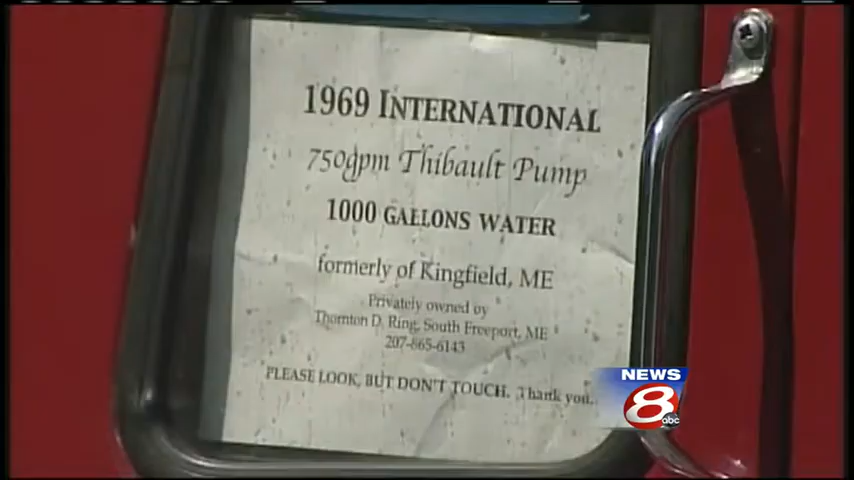 1969 INTERNATIONAL
750gpm Thibault Pump
1000 GALLONS WATER
formerly of Kingfield, ME
Privately owned by
Thornton D. Ring, South Freeport, ME
207-865-6143
PLEASE LOOK, BUT DON'T TOUCH. Thank you.
NEWS
8
abc